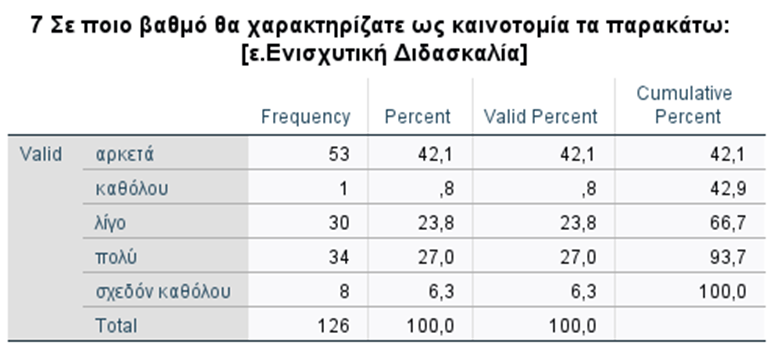 7 Σε ποιο βαθμό θα χαρακτηρίζατε ως καινοτομία τα παρακάτω:
[ε.Ενισχυτική Διδασκαλία]
Frequency Percent Valid Percent Cumulative Percent
Valid αρκετά 53 42,1 42,1 42,1
καθόλου 1 ,8 ,8 42,9
λίγο 30 23,8 23,8 66,7
πολύ 34 27,0 27,0 93,7
σχεδόν καθόλου 8 6,3 6,3 100,0
Total 126 100,0 100,0